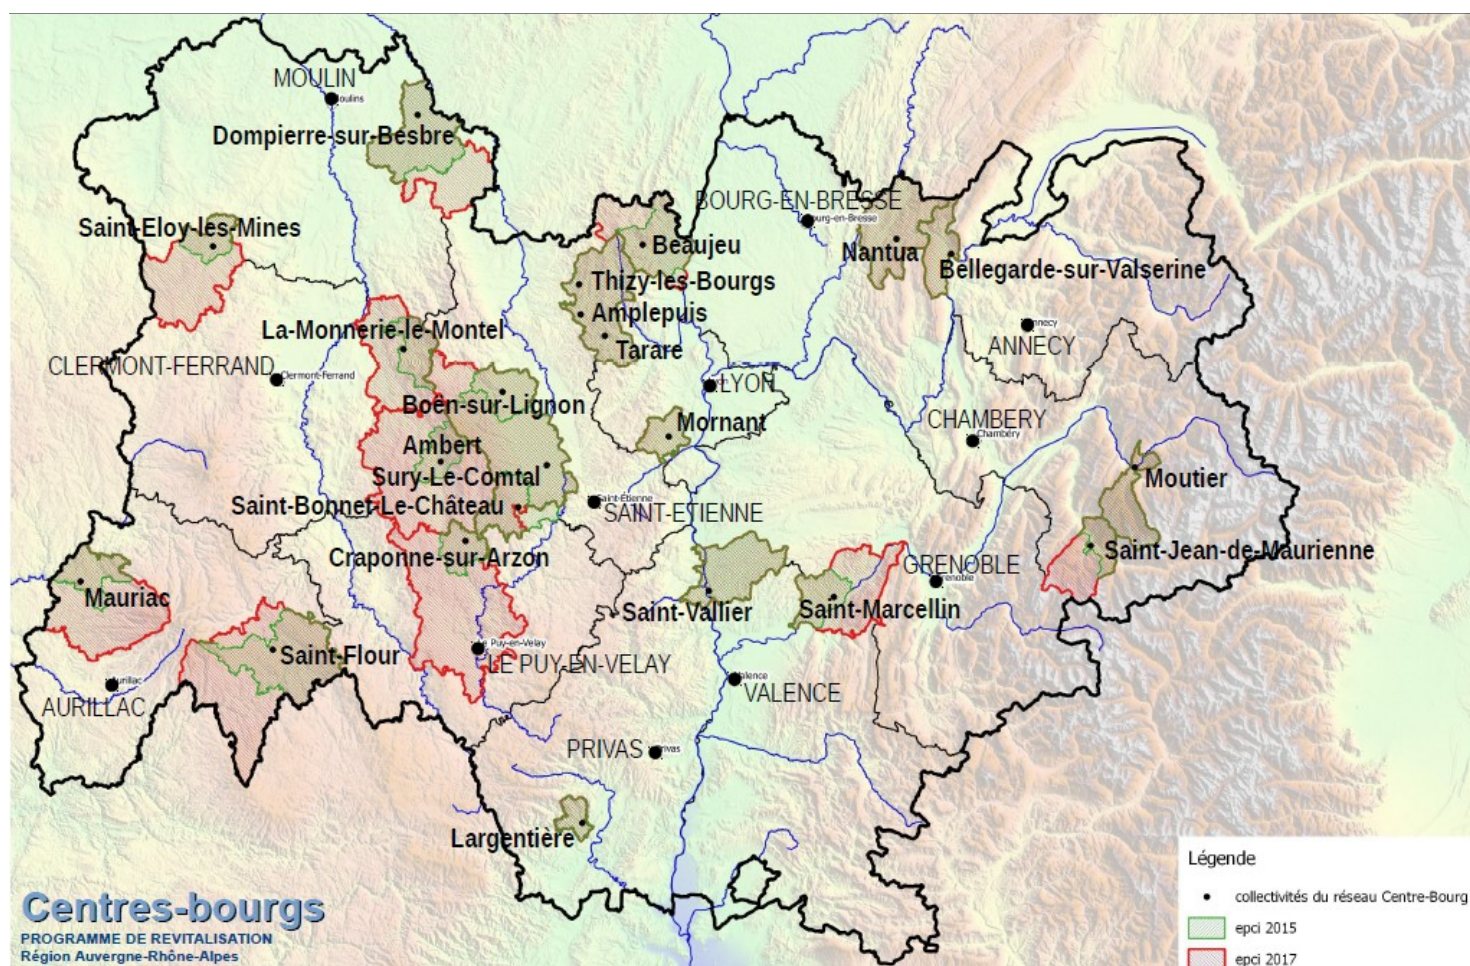 MOULIN
Moulins
Dompierre-sur-Besbre
BOURG-EN-BRESSE
Bourg-en-Bresse
Saint-Eloy-les-Mines
Beaujeu
Nantua
Bellegarde-sur-Valserine
Thizy-les-Bourgs
Amplepuis
La-Monnerie-le-Montel
Annecy
ANNECY
Tarare
CLERMONT-FERRAND
Clermont-Ferrand
LYON
Boën-sur-Lignon
Mornant
CHAMBERY
Chambéry
Ambert
Sury-Le-Comtal
Moutier
Saint-Bonnet-Le-Château
Saint-Étienne
SAINT-ETIENNE
Craponne-sur-Arzon
Saint-Jean-de-Maurienne
GRENOBLE
Grenoble
Mauriac
Saint-Vallier
Saint-Marcellin
Saint-Flour
Le Puy-en-Velay
LE PUY-EN-VELAY
Aurillac
AURILLAC
Valence
VALENCE
PRIVAS
Privas
Largentière
Légende
collectivités du réseau Centre-Bourg
epci 2015
epci 2017
Centres-bourgs
PROGRAMME DE REVITALISATION
Région Auvergne-Rhône-Alpes